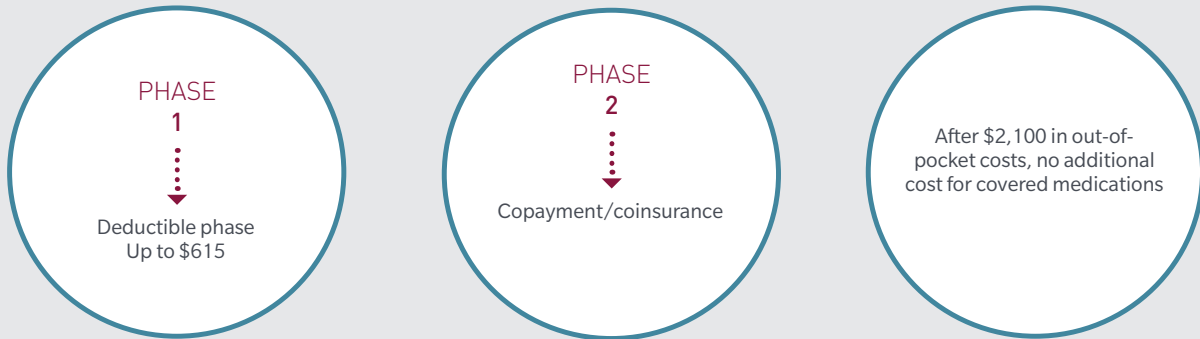 PHASE
1
Deductible phase
Up to $615
PHASE
2
Copayment/coinsurance
After $2,100 in out-of-
pocket costs, no additional
cost for covered medications